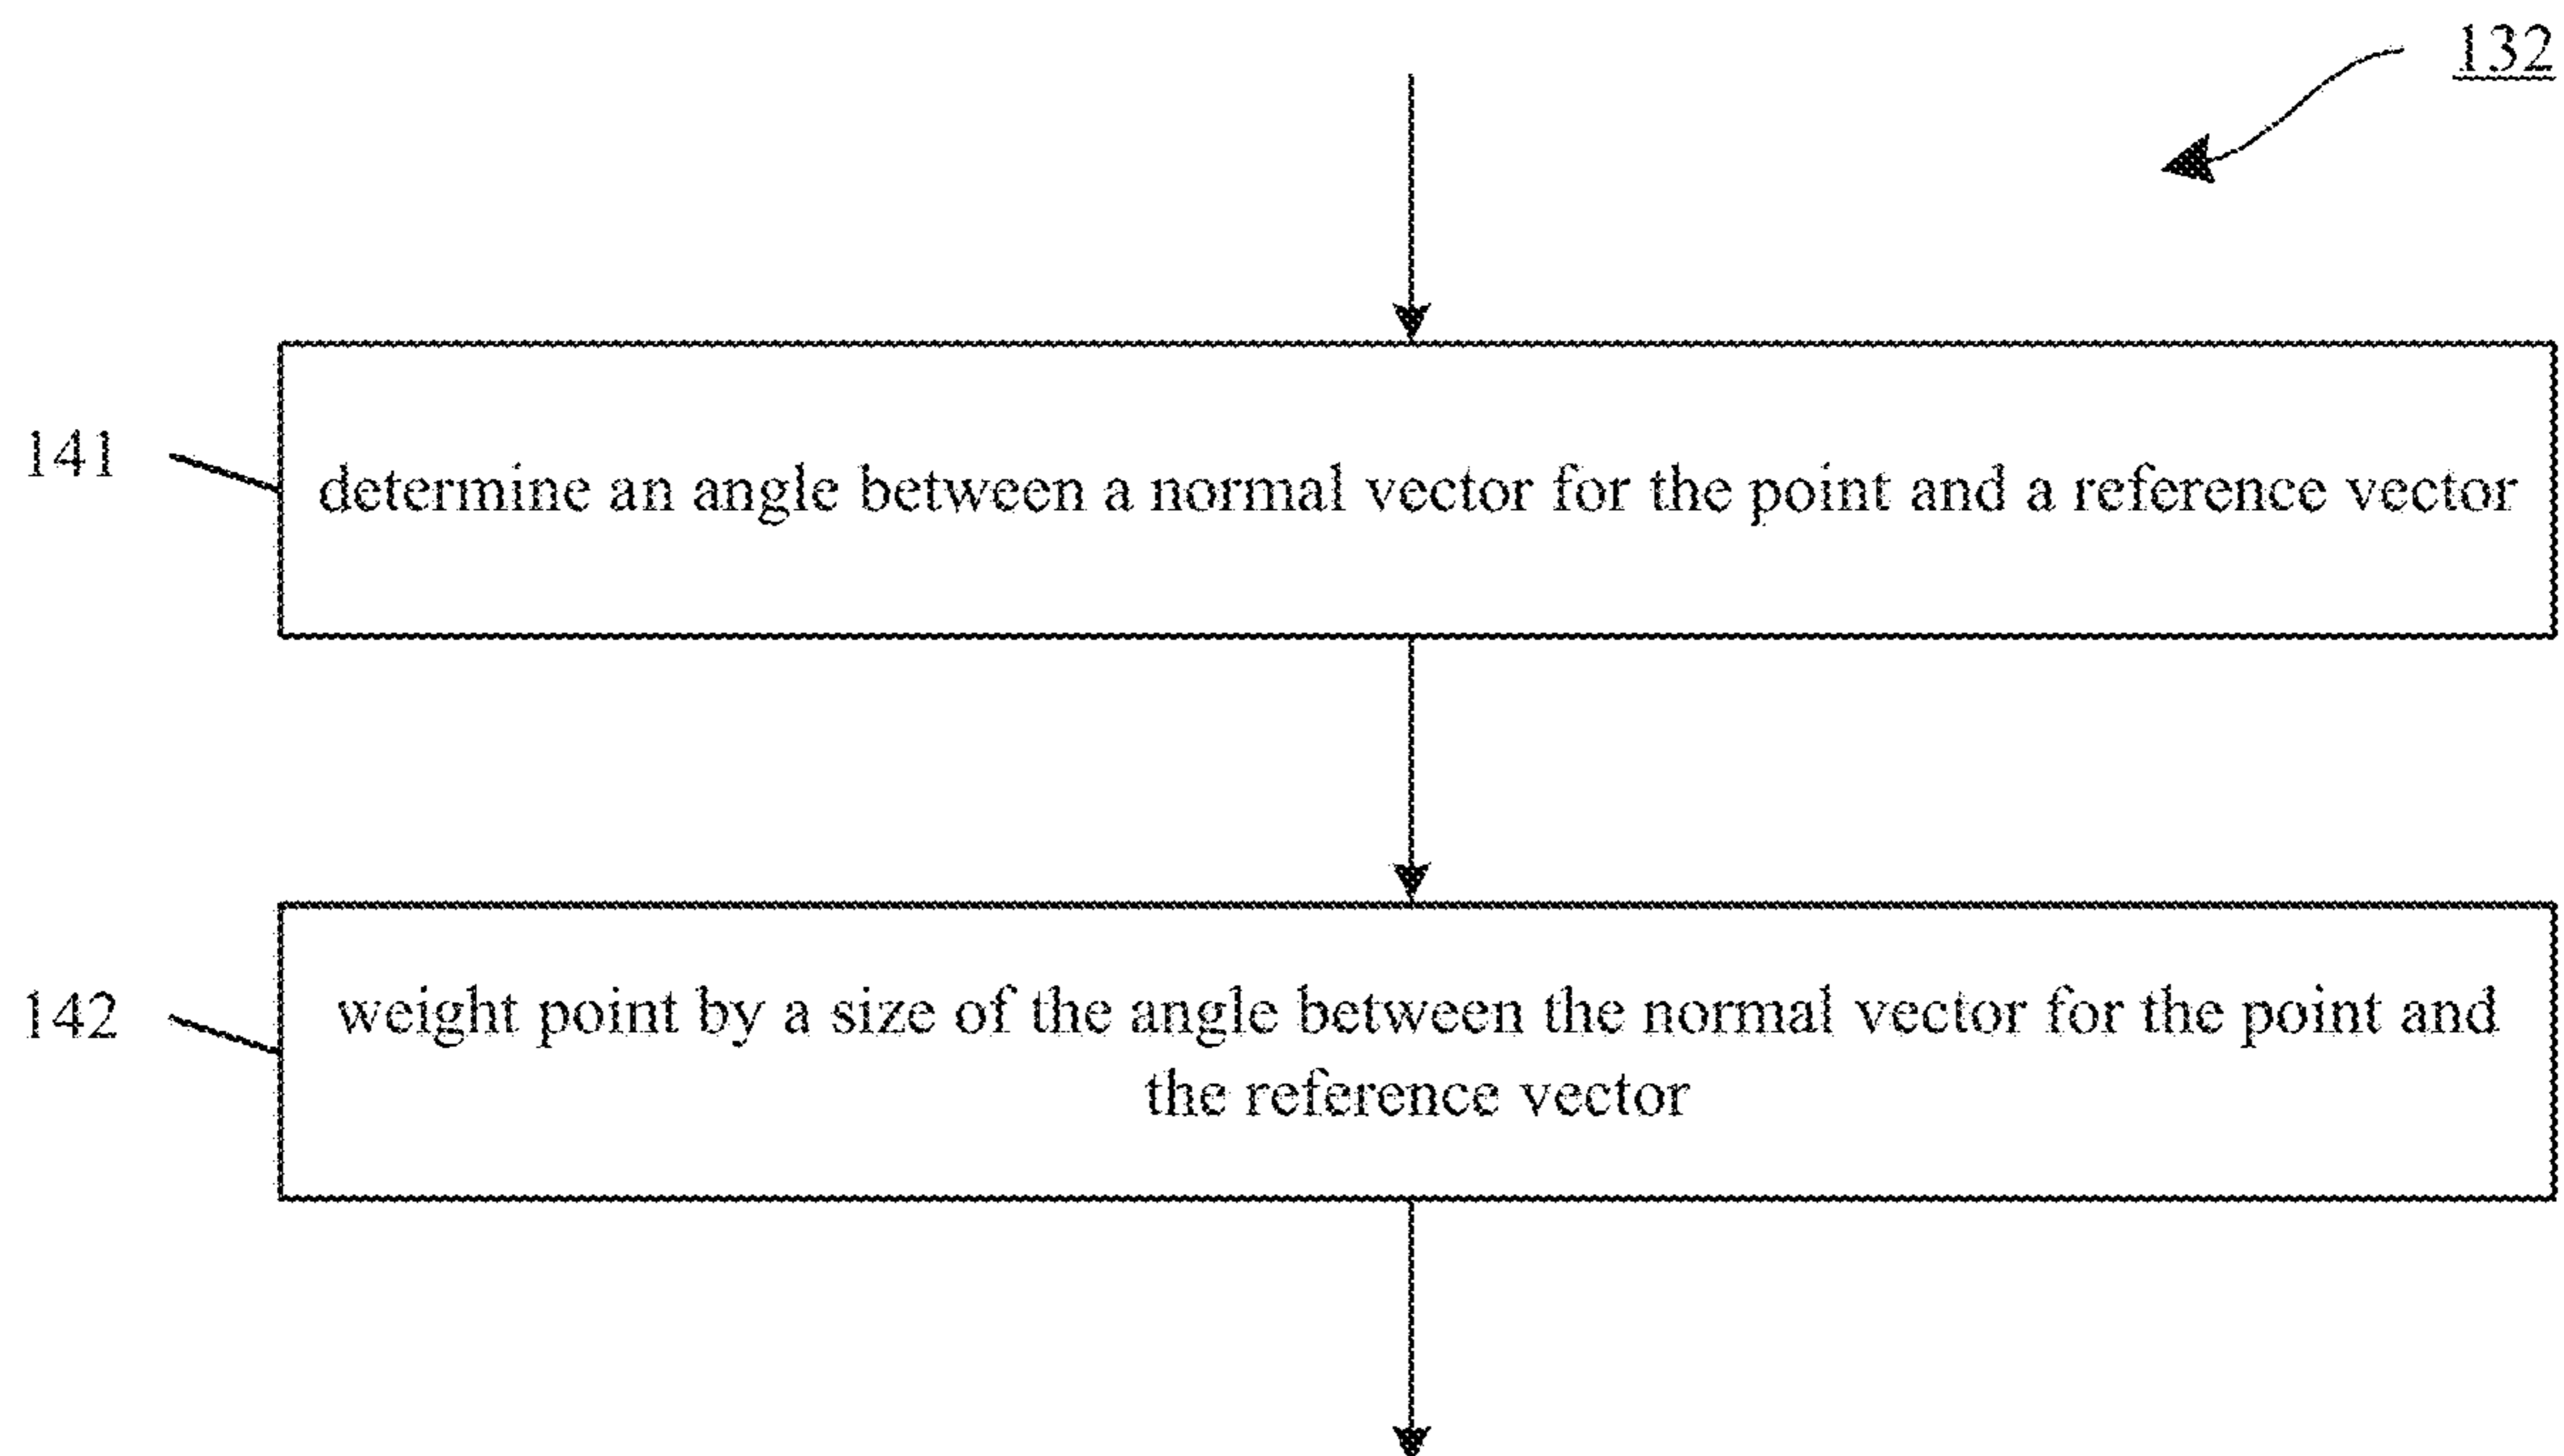 132
141
determine an angle between a normal vector for the point and a reference vector
142
weight point by a size of the angle between the normal vector for the point and
the reference vector